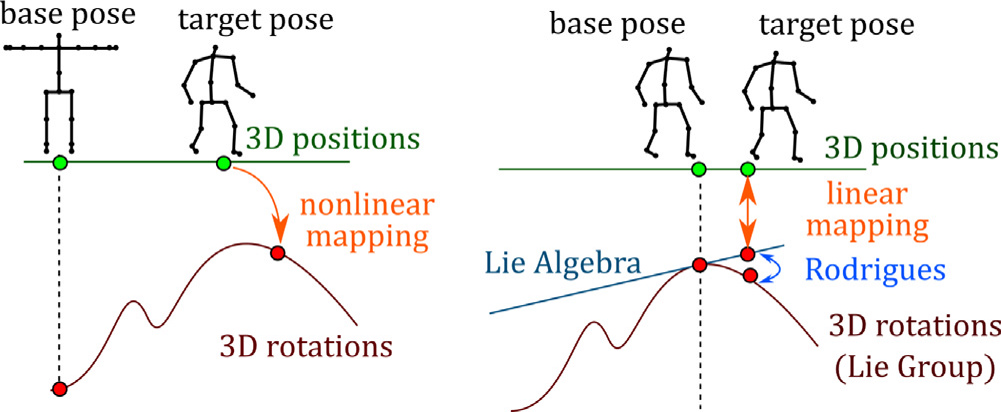 base pose
target pose
3D positions
nonlinear
mapping
3D rotations
base pose
target pose
3D positions
linear
mapping
Lie Algebra
Rodrigues
3D rotations
(Lie Group)